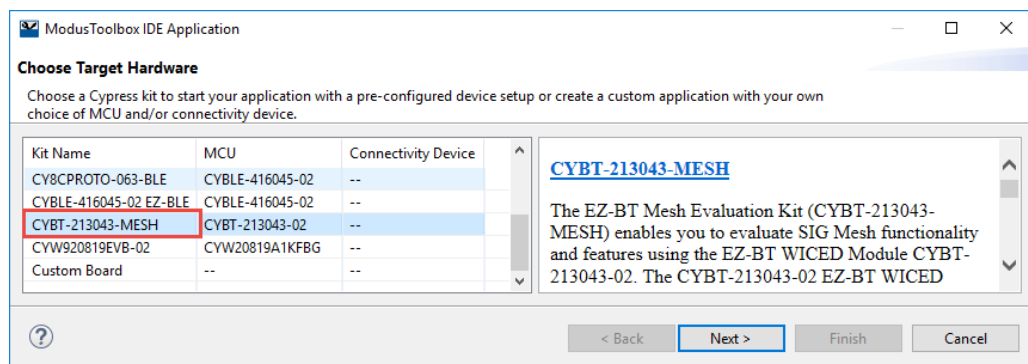 ModusToolbox IDE Application
Choose Target Hardware
Choose a Cypress kit to start your application with a pre-configured device setup or create a custom application with your own
choice of MCU and/or connectivity device.
Kit Name MCU Connectivity Device
CY8CPROTO-063-BLE CYBLE-416045-02 --
CYBLE-416045-02 EZ-BLE CYBLE-416045-02 --
CYBT-213043-MESH CYBT-213043-02 --
CYW920819EVB-02 CYW20819A1KFBG --
Custom Board -- --
CYBT-213043-MESH
The EZ-BT Mesh Evaluation Kit (CYBT-213043-
MESH) enables you to evaluate SIG Mesh functionality
and features using the EZ-BT WICED Module CYBT-
213043-02. The CYBT-213043-02 EZ-BT WICED
? < Back Next > Finish Cancel